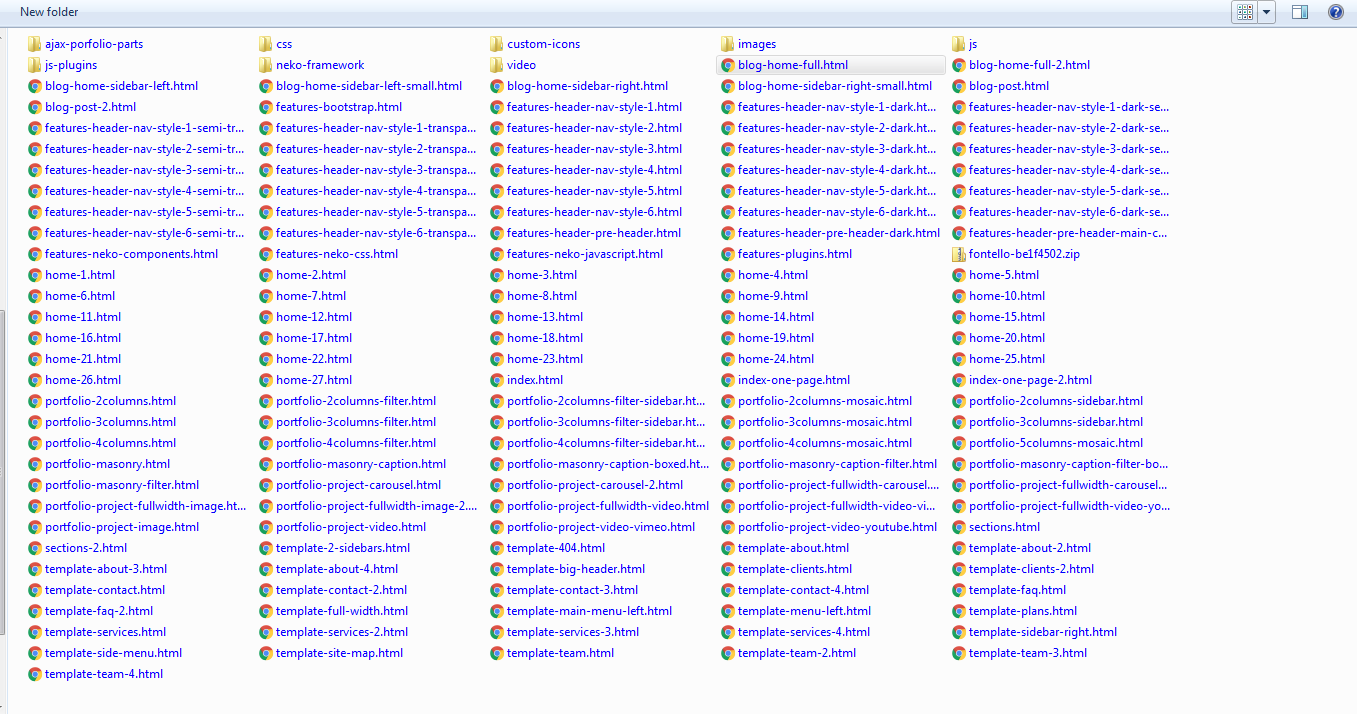 New folder
ajax-porfolio-parts css custom-icons images js
js-plugins neko-framework video blog-home-full.html blog-home-full-2.html
blog-home-sidebar-left.html blog-home-sidebar-left-small.html blog-home-sidebar-right.html blog-home-sidebar-right-small.html blog-post.html
blog-post-2.html features-bootstrap.html features-header-nav-style-1.html features-header-nav-style-1-dark.ht... features-header-nav-style-1-dark-se...
features-header-nav-style-1-semi-tr... features-header-nav-style-1-transpa... features-header-nav-style-2.html features-header-nav-style-2-dark.ht... features-header-nav-style-2-dark-se...
features-header-nav-style-2-semi-tr... features-header-nav-style-2-transpa... features-header-nav-style-3.html features-header-nav-style-3-dark.ht... features-header-nav-style-3-dark-se...
features-header-nav-style-3-semi-tr... features-header-nav-style-3-transpa... features-header-nav-style-4.html features-header-nav-style-4-dark.ht... features-header-nav-style-4-dark-se...
features-header-nav-style-4-semi-tr... features-header-nav-style-4-transpa... features-header-nav-style-5.html features-header-nav-style-5-dark.ht... features-header-nav-style-5-dark-se...
features-header-nav-style-5-semi-tr... features-header-nav-style-5-transpa... features-header-nav-style-6.html features-header-nav-style-6-dark.ht... features-header-nav-style-6-dark-se...
features-header-nav-style-6-semi-tr... features-header-nav-style-6-transpa... features-header-pre-header.html features-header-pre-header-dark.html features-header-pre-header-main-c...
features-neko-components.html features-neko-css.html features-neko-javascript.html features-plugins.html fontello-be1f4502.zip
home-1.html home-2.html home-3.html home-4.html home-5.html
home-6.html home-7.html home-8.html home-9.html home-10.html
home-11.html home-12.html home-13.html home-14.html home-15.html
home-16.html home-17.html home-18.html home-19.html home-20.html
home-21.html home-22.html home-23.html home-24.html home-25.html
home-26.html home-27.html index.html index-one-page.html index-one-page-2.html
portfolio-2columns.html portfolio-2columns-filter.html portfolio-2columns-filter-sidebar.ht... portfolio-2columns-mosaic.html portfolio-2columns-sidebar.html
portfolio-3columns.html portfolio-3columns-filter.html portfolio-3columns-filter-sidebar.ht... portfolio-3columns-mosaic.html portfolio-3columns-sidebar.html
portfolio-4columns.html portfolio-4columns-filter.html portfolio-4columns-filter-sidebar.ht... portfolio-4columns-mosaic.html portfolio-5columns-mosaic.html
portfolio-masonry.html portfolio-masonry-caption.html portfolio-masonry-caption-boxed.ht... portfolio-masonry-caption-filter.html portfolio-masonry-caption-filter-bo...
portfolio-masonry-filter.html portfolio-project-carousel.html portfolio-project-carousel-2.html portfolio-project-fullwidth-carousel.... portfolio-project-fullwidth-carousel...
portfolio-project-fullwidth-image.ht... portfolio-project-fullwidth-image-2.... portfolio-project-fullwidth-video.html portfolio-project-fullwidth-video-vi... portfolio-project-fullwidth-video-yo...
portfolio-project-image.html portfolio-project-video.html portfolio-project-video-vimeo.html portfolio-project-video-youtube.html sections.html
sections-2.html template-2-sidebars.html template-404.html template-about.html template-about-2.html
template-about-3.html template-about-4.html template-big-header.html template-clients.html template-clients-2.html
template-contact.html template-contact-2.html template-contact-3.html template-contact-4.html template-faq.html
template-faq-2.html template-full-width.html template-main-menu-left.html template-menu-left.html template-plans.html
template-services.html template-services-2.html template-services-3.html template-services-4.html template-sidebar-right.html
template-side-menu.html template-site-map.html template-team.html template-team-2.html template-team-3.html
template-team-4.html